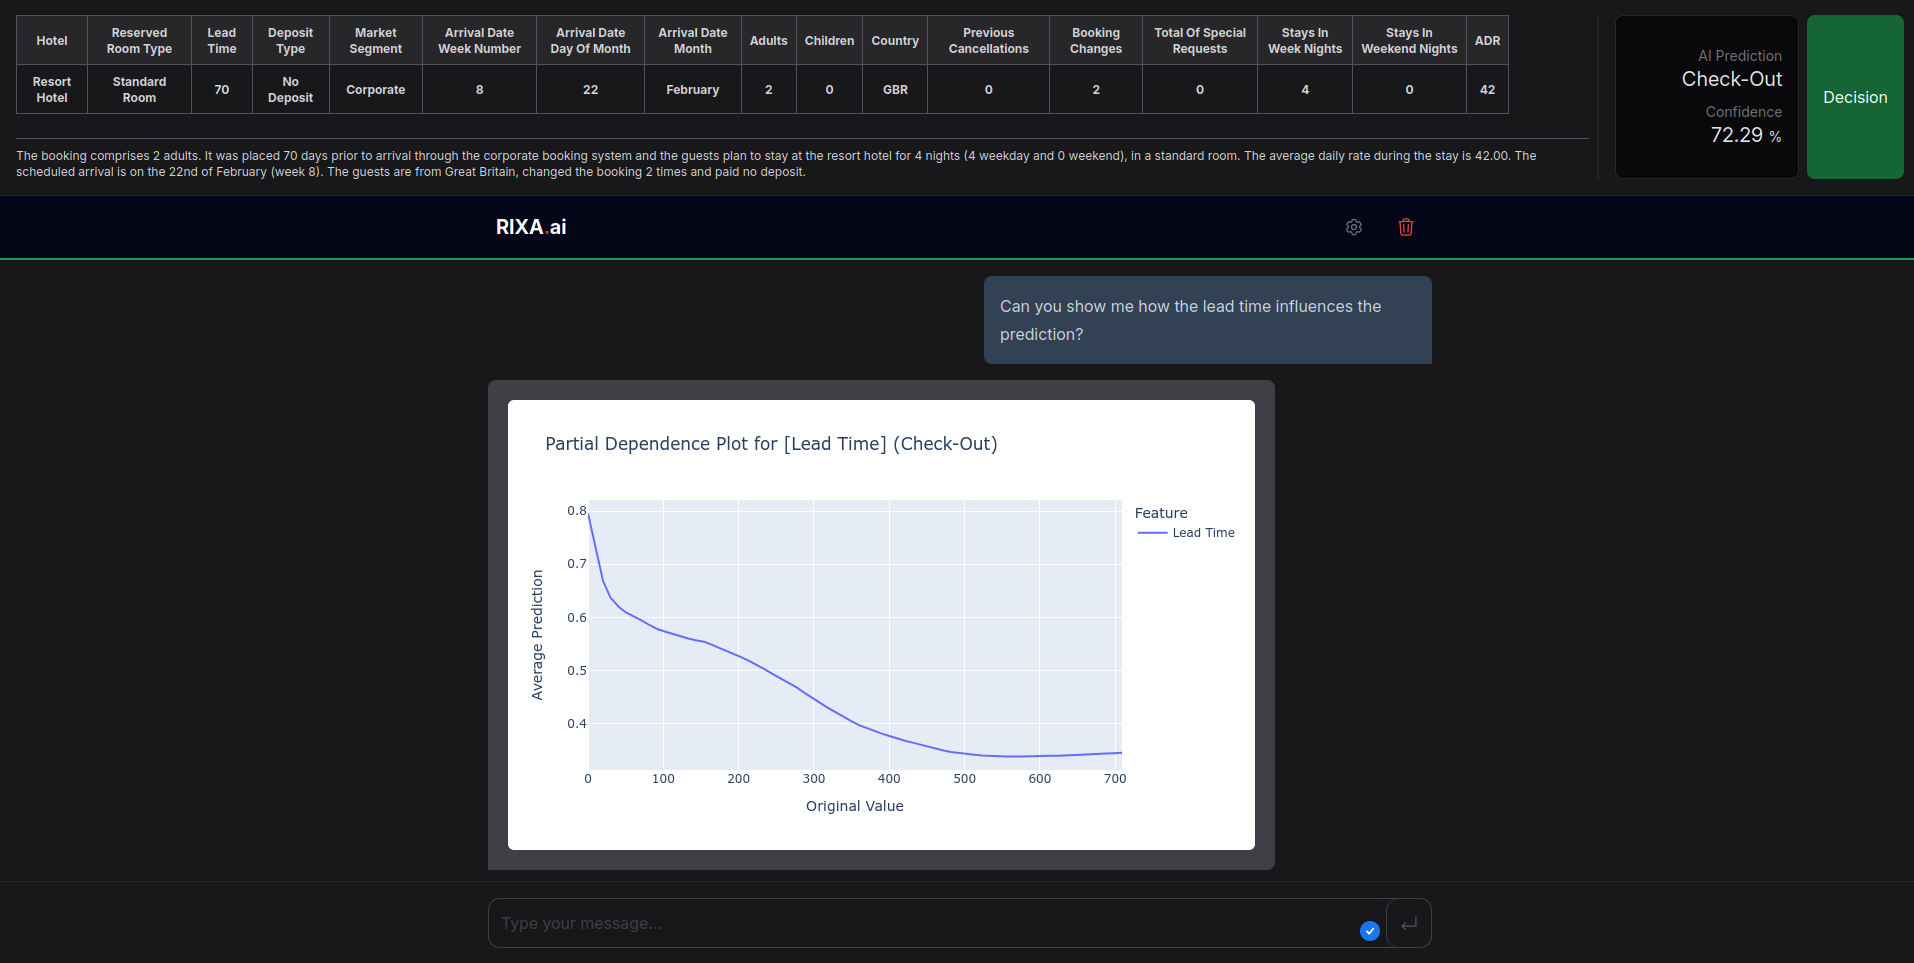 Hotel
Reserved
Room Type
Lead
Time
Deposit
Type
Market
Segment
Arrival Date
Week Number
Arrival Date
Day Of Month
Arrival Date
Month
Adults
Children
Country
Previous
Cancellations
Booking
Changes
Total Of Special
Requests
Stays In
Week Nights
Stays In
Weekend Nights
ADR
Resort
Hotel
Standard
Room
70
No
Deposit
Corporate
8
22
February
2
0
GBR
0
2
0
4
0
42
The booking comprises 2 adults. It was placed 70 days prior to arrival through the corporate booking system and the guests plan to stay at the resort hotel for 4 nights (4 weekday and 0 weekend), in a standard room. The average daily rate during the stay is 42.00. The
scheduled arrival is on the 22nd of February (week 8). The guests are from Great Britain, changed the booking 2 times and paid no deposit.
AI Prediction
Check-Out
Confidence
72.29 %
Decision
RIXA.ai
Can you show me how the lead time influences the
prediction?
Partial Dependence Plot for [Lead Time] (Check-Out)
Average Prediction
0.8
0.7
0.6
0.5
0.4
0 100 200 300 400 500 600 700
Original Value
Feature
Lead Time
Type your message...